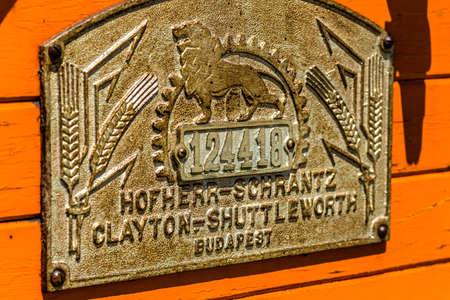 124418
HOFHERR-SCHRANTZ
CLAYTON-SHUTTLEWORTH
BUDAPEST